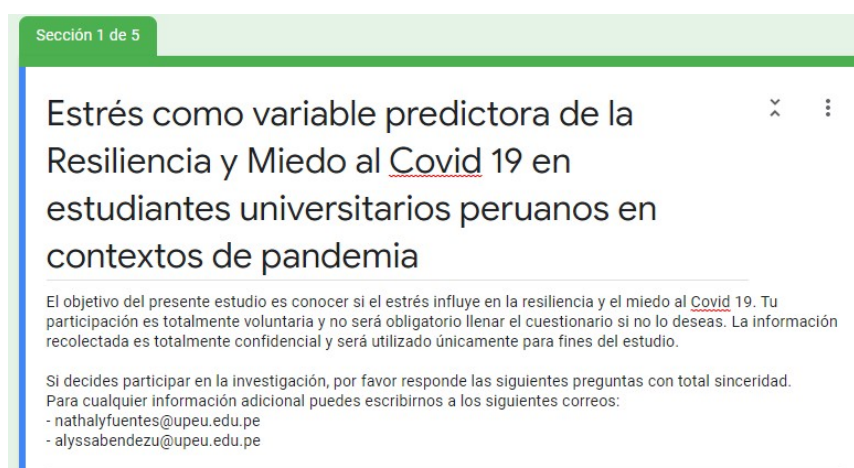 Sección 1 de 5
Estrés como variable predictora de la
Resiliencia y Miedo al Covid 19 en
estudiantes universitarios peruanos en
contextos de pandemia
El objetivo del presente estudio es conocer si el estrés influye en la resiliencia y el miedo al Covid 19. Tu
participación es totalmente voluntaria y no será obligatorio llenar el cuestionario si no lo deseas. La información
recolectada es totalmente confidencial y será utilizado únicamente para fines del estudio.
Si decides participar en la investigación, por favor responde las siguientes preguntas con total sinceridad.
Para cualquier información adicional puedes escribirnos a los siguientes correos:
- nathalyfuentes@upeu.edu.pe
- alyssabendezu@upeu.edu.pe